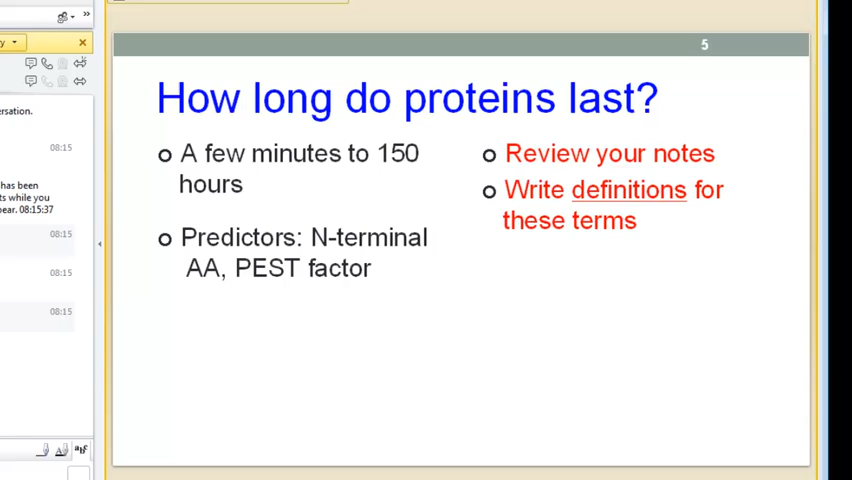 5
How long do proteins last?
A few minutes to 150
hours
Predictors: N-terminal
AA, PEST factor
Review your notes
Write definitions for
these terms
y
ersation.
08:15
has been
ts while you
pear. 08:15:37
08:15
08:15
08:15
abc